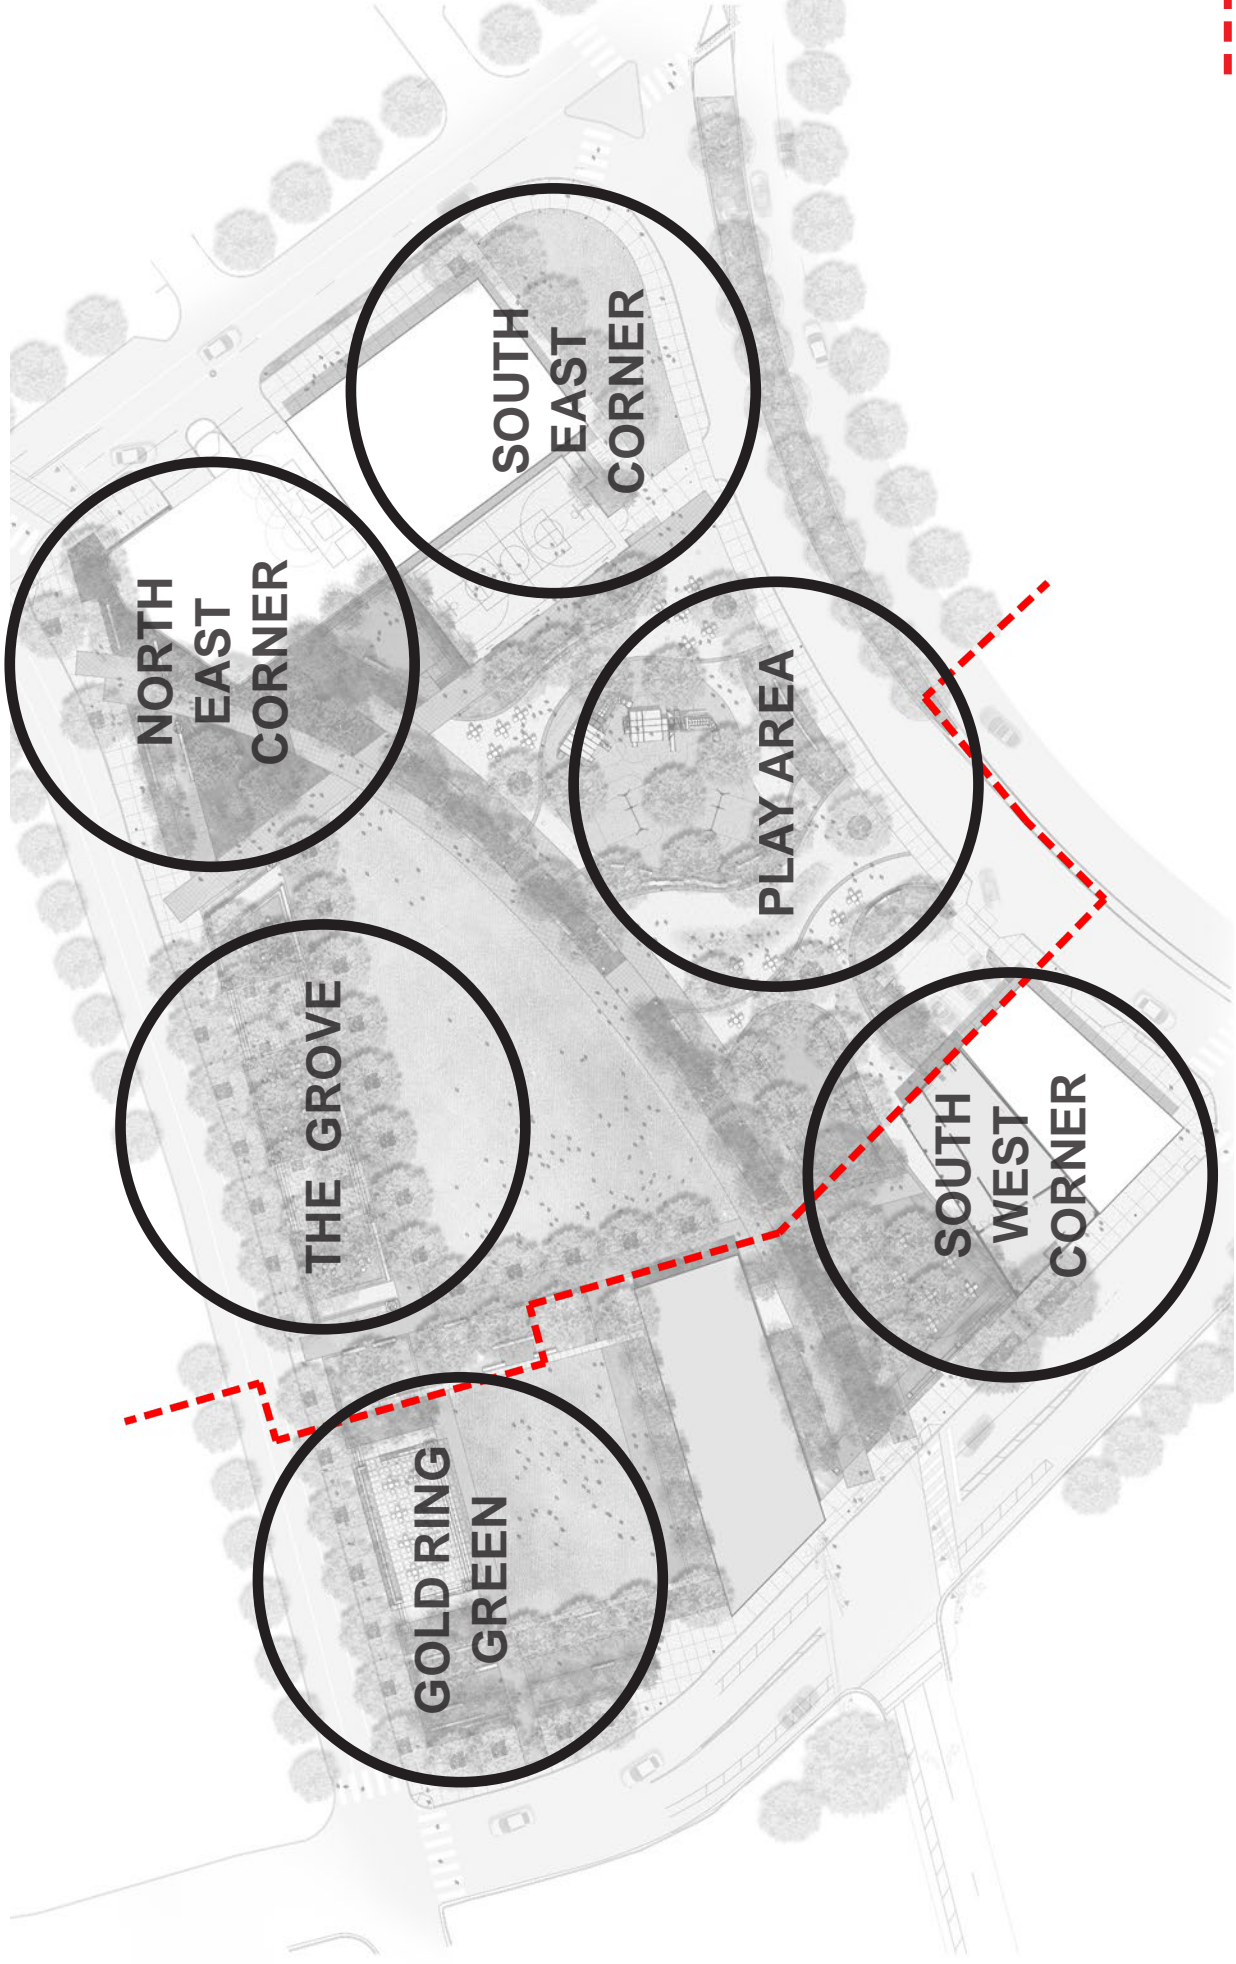 GOLD RING
GREEN
THE GROVE
NORTH
EAST
CORNER
SOUTH
WEST
CORNER
PLAY AREA
SOUTH
EAST
CORNER